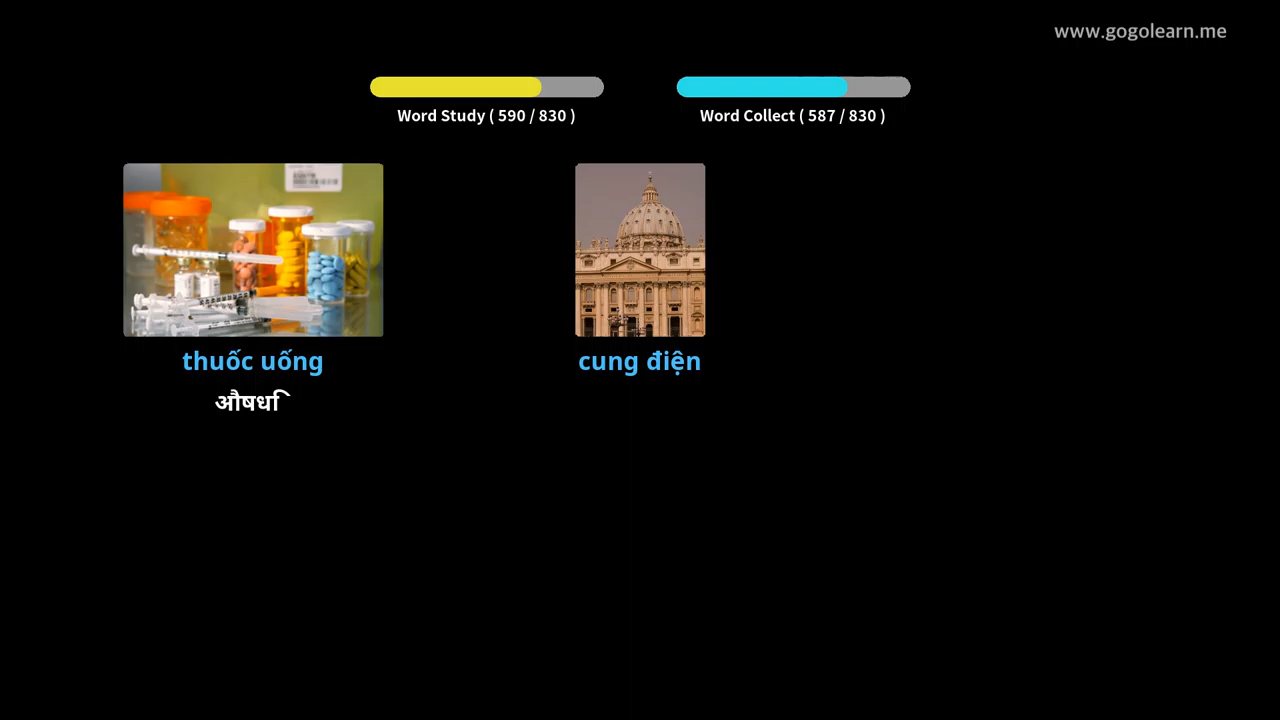 www.gogolearn.me
Word Study ( 590 / 830 )
Word Collect ( 587 / 830 )
thuốc uống
cung điện
औषधि